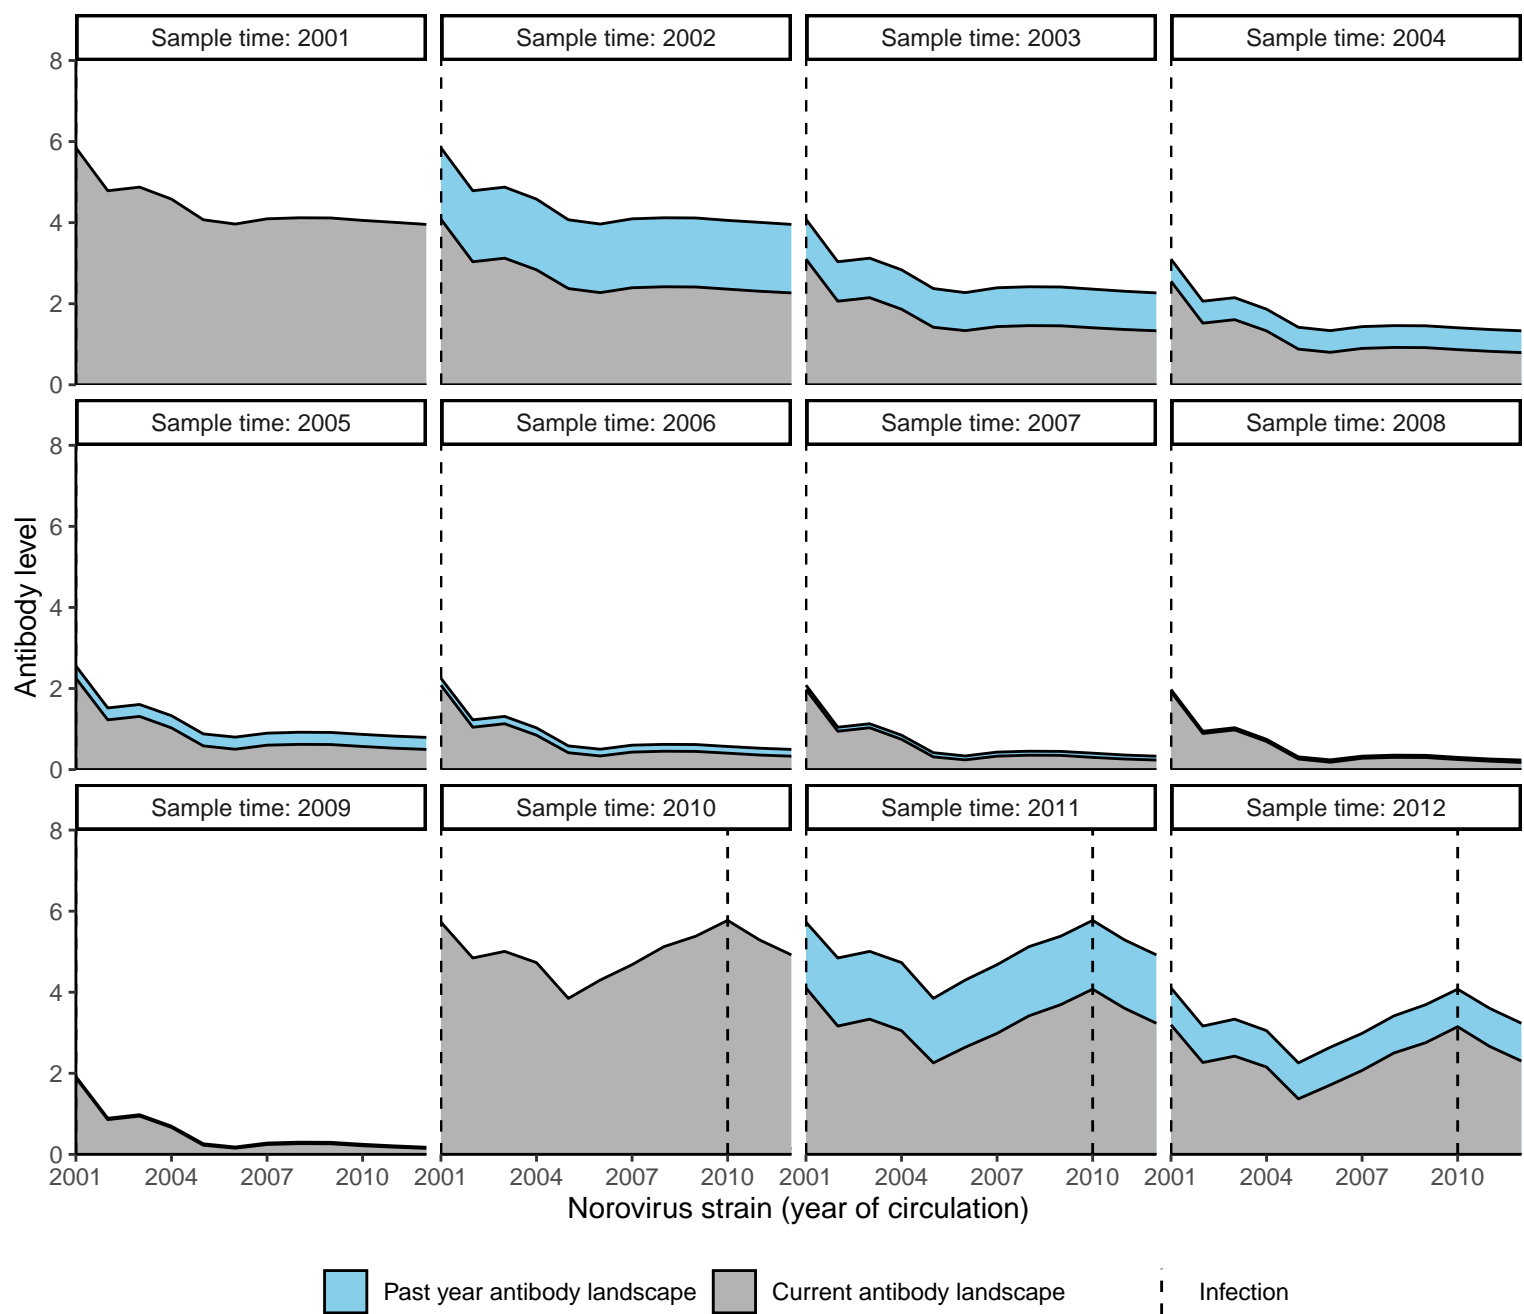 Sample time: 2001
Sample time: 2002
Sample time: 2003
Sample time: 2004
8
6
4
2
0
Sample time: 2005
Sample time: 2006
Sample time: 2007
Sample time: 2008
8
6
4
2
0
Antibody level
Sample time: 2009
Sample time: 2010
Sample time: 2011
Sample time: 2012
8
6
4
2
0
2001 2004 2007 2010 2001 2004 2007 2010 2001 2004 2007 2010 2001 2004 2007 2010
Norovirus strain (year of circulation)
Past year antibody landscape Current antibody landscape Infection